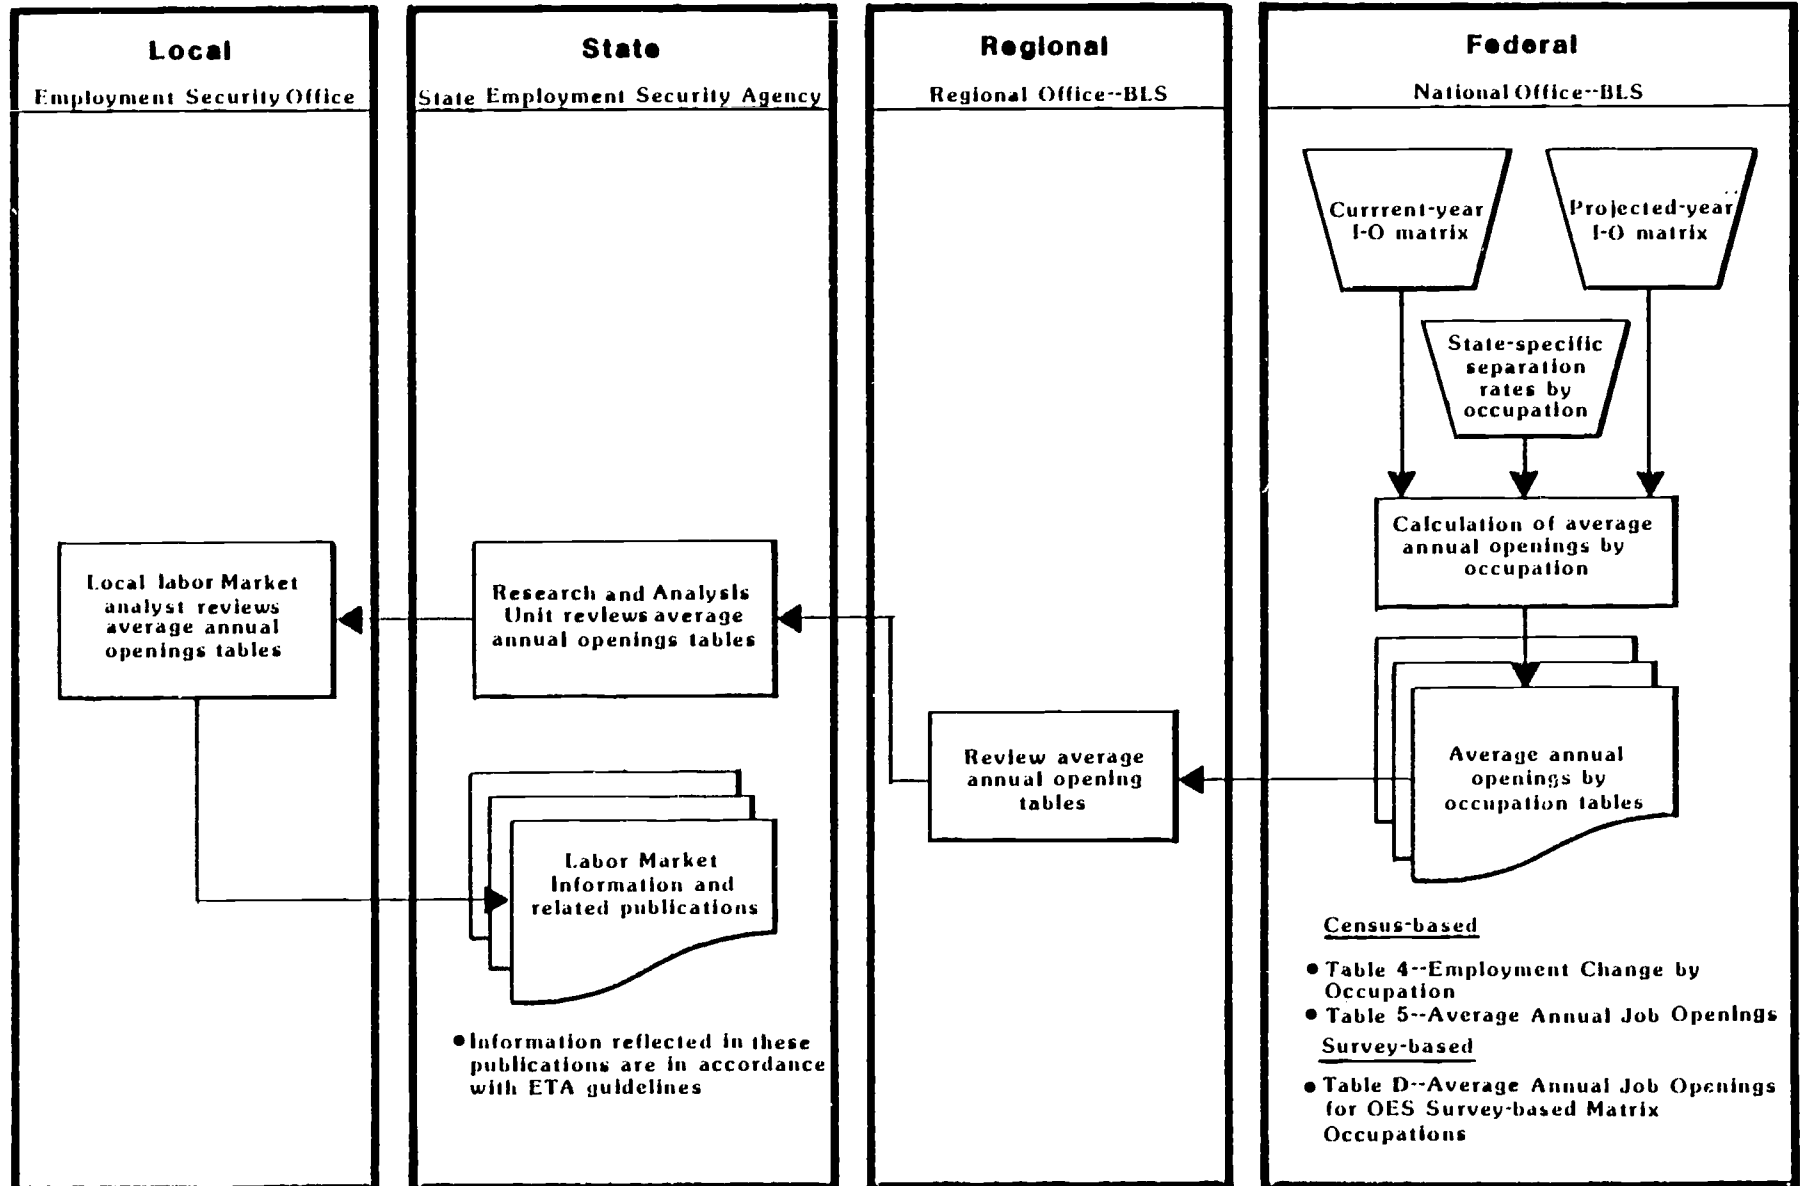 Local
Employment Security Office
State
State Employment Security Agency
Regional
Regional Office--BLS
Federal
National Office--BLS
Currrent-year
I-O matrix
Projected-year
I-O matrix
State-specific
separation
rates by
occupation
Calculation of average
annual openings by
occupation
Average annual
openings by
occupation tables
Review average
annual opening
tables
Research and Analysis
Unit reviews average
annual openings tables
Local labor Market
analyst reviews
average annual
openings tables
Labor Market
Information and
related publications
● Information reflected in these
publications are in accordance
with ETA guidelines
Census-based
● Table 4--Employment Change by
Occupation
● Table 5--Average Annual Job Openings
Survey-based
● Table D--Average Annual Job Openings
for OES Survey-based Matrix
Occupations